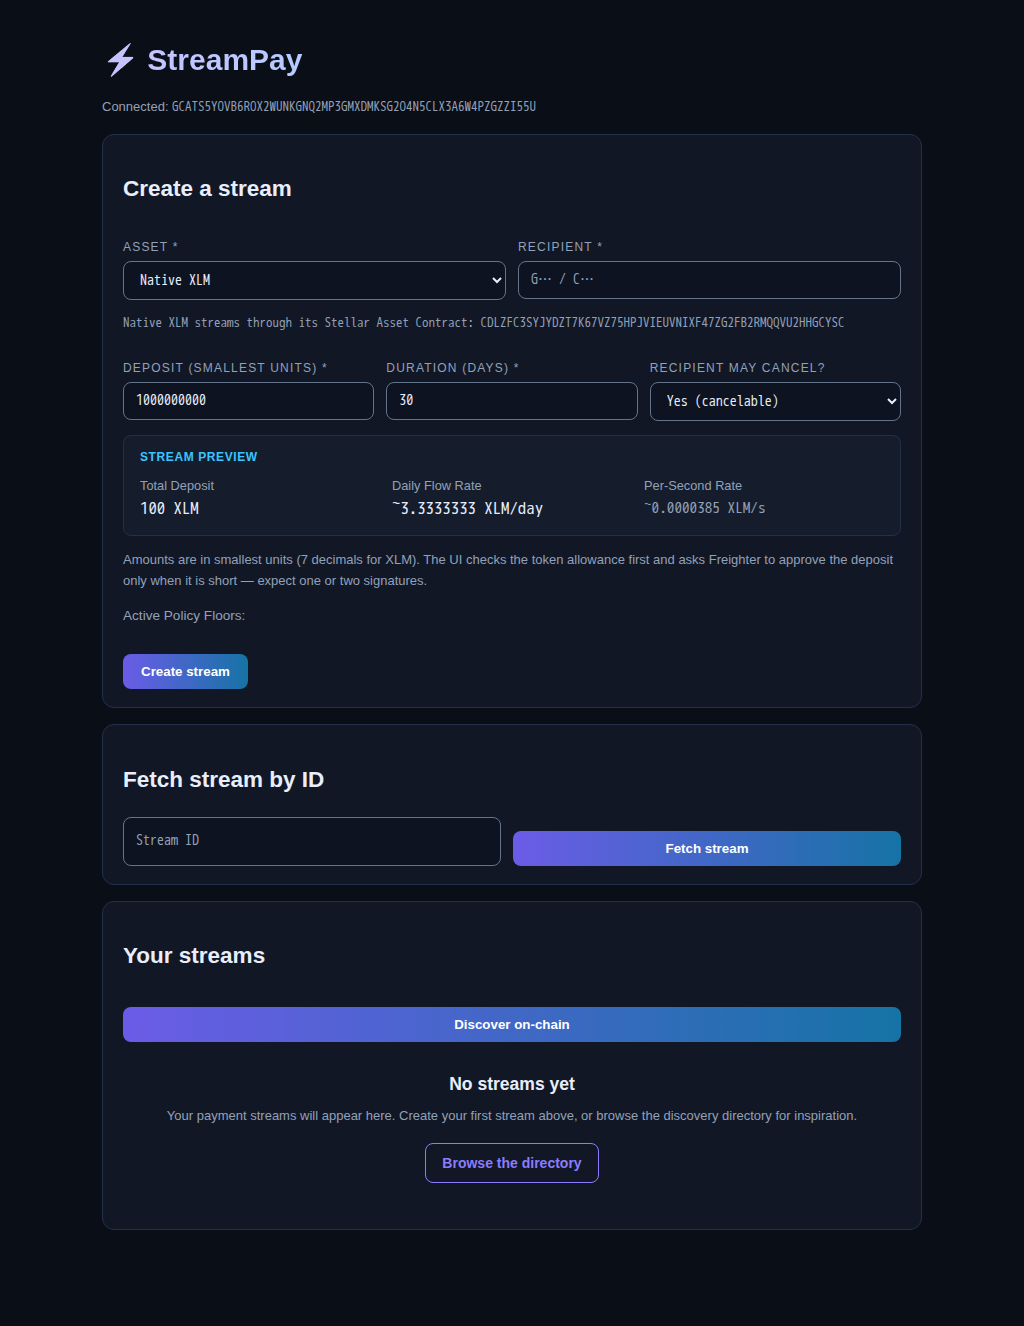 ⚡ StreamPay
Connected: GCATS5YOVB6ROX2WUNKGNQ2MP3GMXDMKSG2O4N5CLX3A6W4PZGZZI55U
Create a stream
ASSET * RECIPIENT *
Native XLM G… / C…
Native XLM streams through its Stellar Asset Contract: CDLZFC3SYJYDZT7K67VZ75HPJVIEUVNIXF47ZG2FB2RMQQVU2HHGCYSC
DEPOSIT (SMALLEST UNITS) * DURATION (DAYS) * RECIPIENT MAY CANCEL?
1000000000 30 Yes (cancelable)
STREAM PREVIEW
Total Deposit Daily Flow Rate Per-Second Rate
100 XLM ~3.3333333 XLM/day ~0.0000385 XLM/s
Amounts are in smallest units (7 decimals for XLM). The UI checks the token allowance first and asks Freighter to approve the deposit
only when it is short — expect one or two signatures.
Active Policy Floors:
Create stream
Fetch stream by ID
Stream ID Fetch stream
Your streams
Discover on-chain
No streams yet
Your payment streams will appear here. Create your first stream above, or browse the discovery directory for inspiration.
Browse the directory